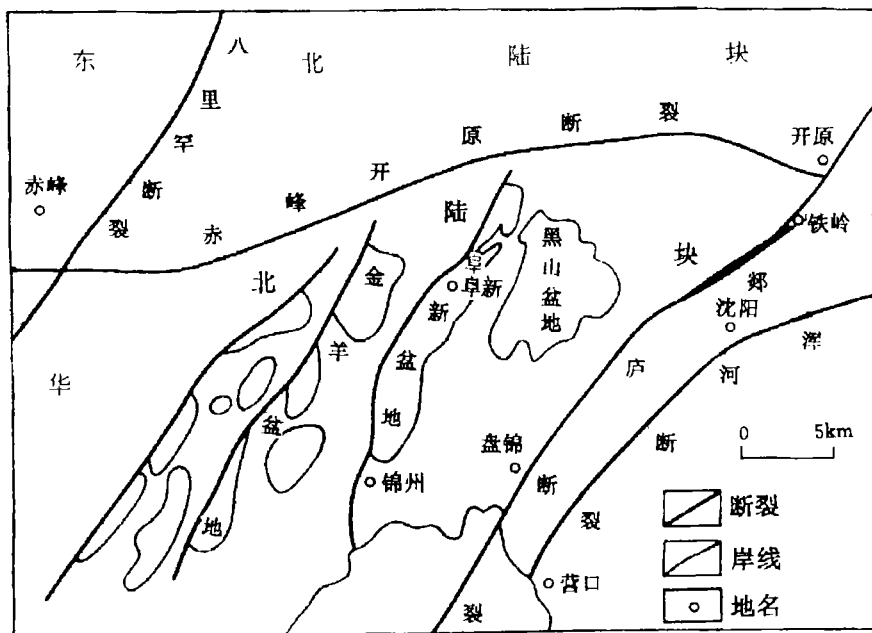 东北陆块
八里罕断裂
赤峰开原断裂
开原
赤峰
铁岭
华北陆块
金羊盆地
阜新盆地
阜新
黑山盆地
沈阳
郯庐断裂
浑河断裂
盘锦
锦州
营口
0 5km
断裂
岸线
地名